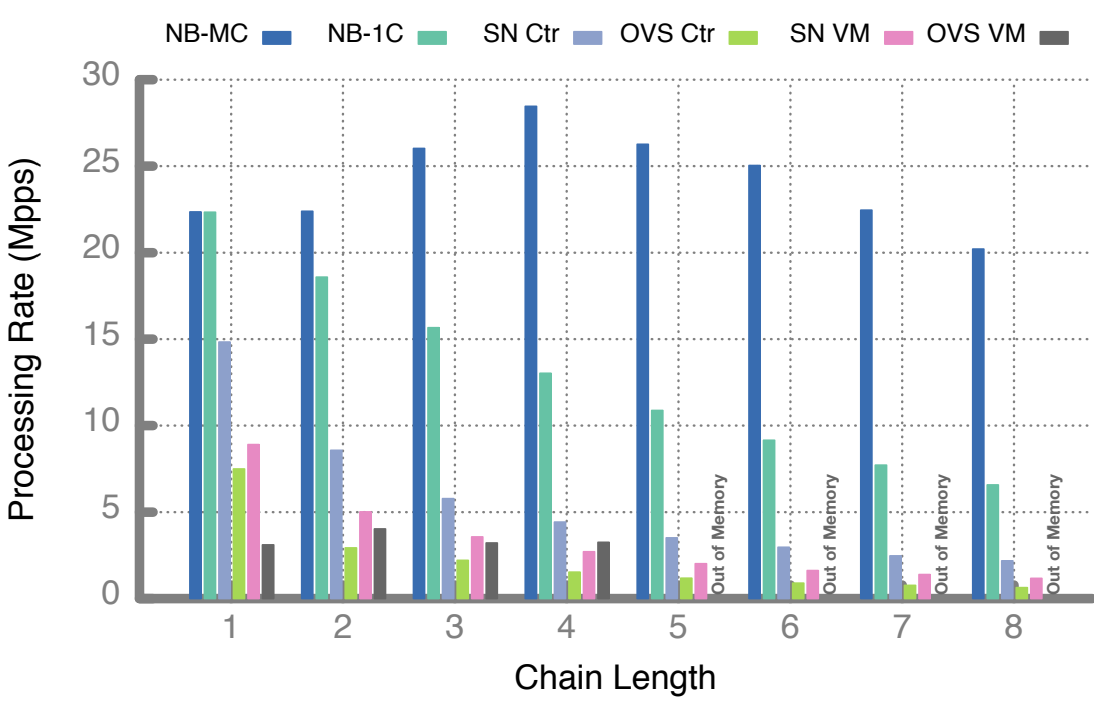 NB-MC NB-1C SN Ctr OVS Ctr SN VM OVS VM
Processing Rate (Mpps)
30
25
20
15
10
5
0
Out of Memory
Out of Memory
Out of Memory
Out of Memory
1 2 3 4 5 6 7 8
Chain Length